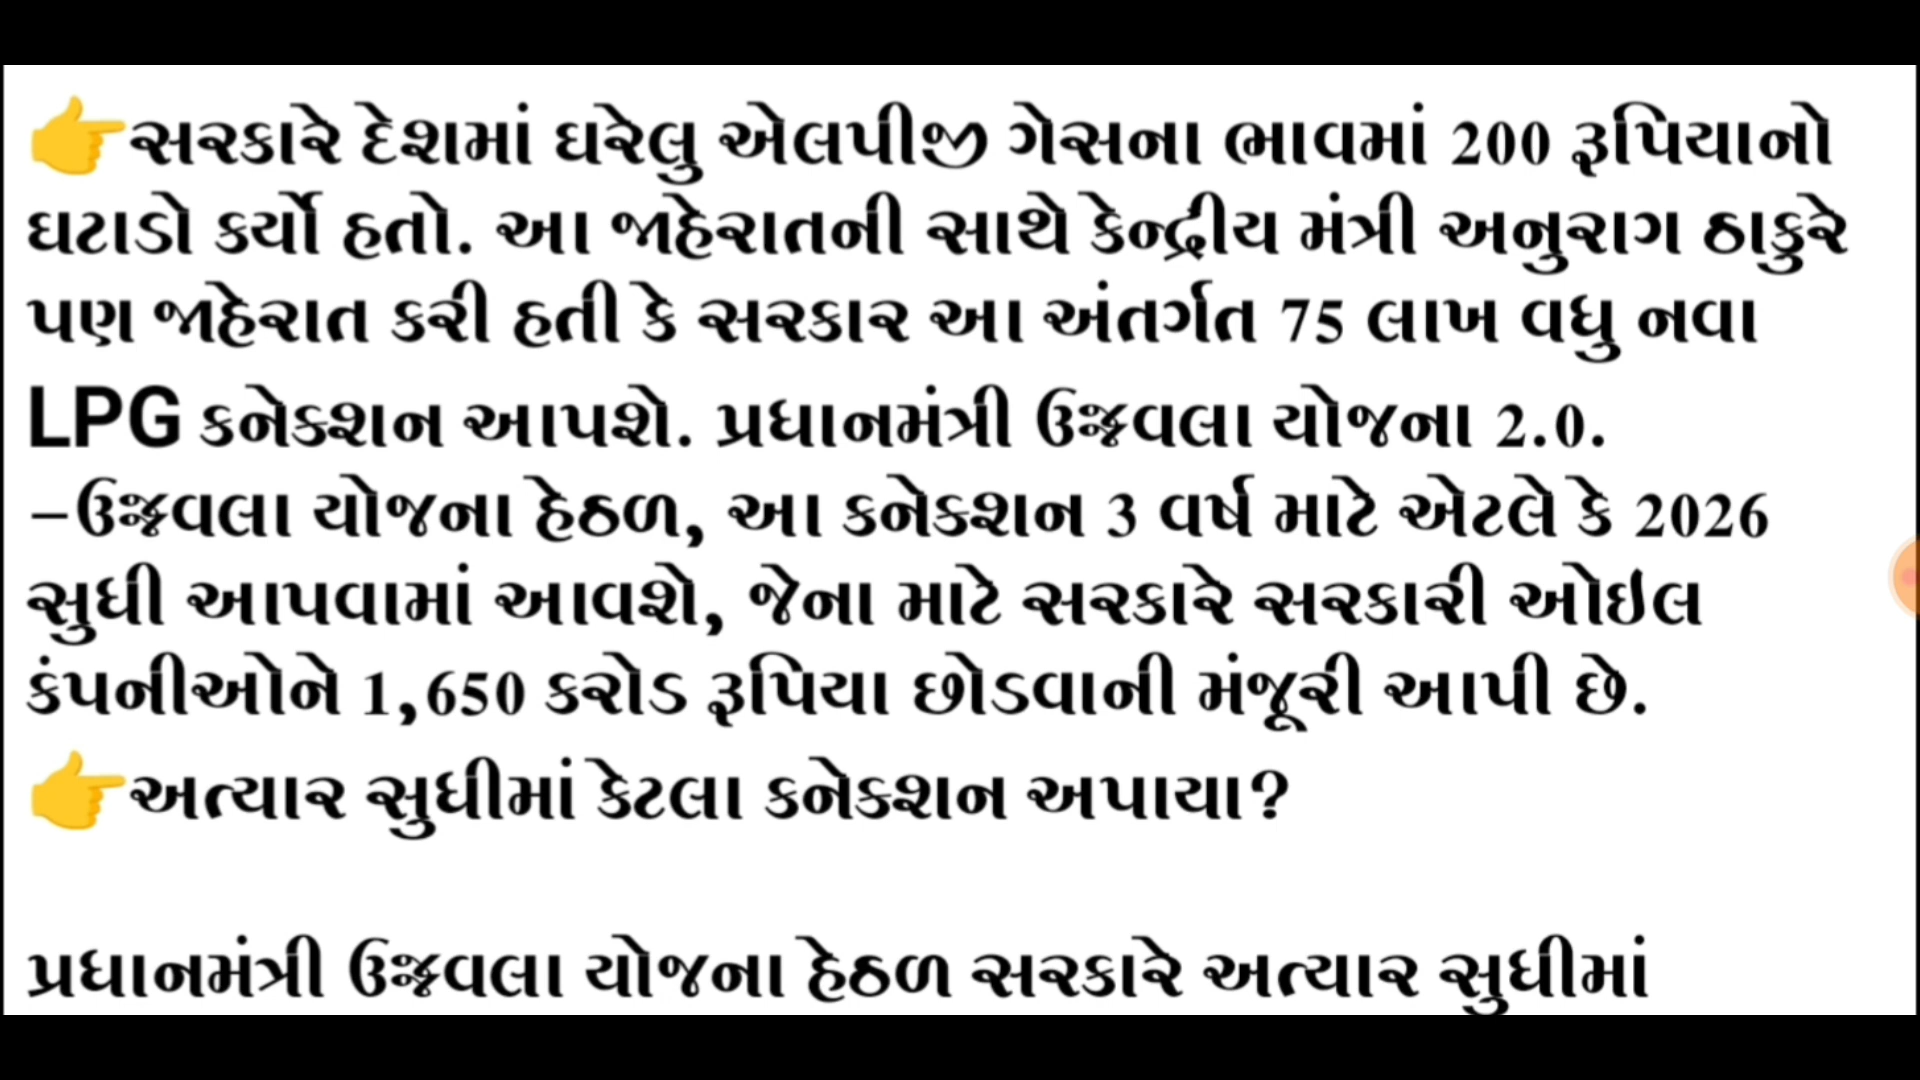 👉સરકારે દેશમાં ઘરેલુ એલપીજી ગેસના ભાવમાં 200 રૂપિયાનો
ઘટાડો કર્યો હતો. આ જાહેરાતની સાથે કેન્દ્રીય મંત્રી અનુરાગ ઠાકુરે
પણ જાહેરાત કરી હતી કે સરકાર આ અંતર્ગત 75 લાખ વધુ નવા
LPG કનેક્શન આપશે. પ્રધાનમંત્રી ઉજ્જવલા યોજના 2.0.
–ઉજ્જવલા યોજના હેઠળ, આ કનેક્શન 3 વર્ષ માટે એટલે કે 2026
સુધી આપવામાં આવશે, જેના માટે સરકારે સરકારી ઓઇલ
કંપનીઓને 1,650 કરોડ રૂપિયા છોડવાની મંજૂરી આપી છે.
👉અત્યાર સુધીમાં કેટલા કનેક્શન અપાયા?
પ્રધાનમંત્રી ઉજ્જવલા યોજના હેઠળ સરકારે અત્યાર સુધીમાં